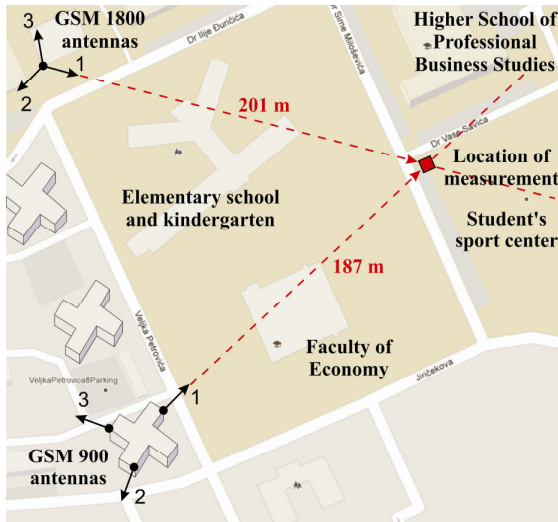 3
GSM 1800
antennas
1
2
Dr Ilije Đuričića
Dr Sime Miloševića
Higher School of
Professional
Business Studies
201 m
Dr Vase Savića
Location of
measurement
Elementary school
and kindergarten
Student's
sport center
187 m
Veljka Petrovića
Faculty of
Economy
Jiričekova
VeljkaPetrovica8Parking
1
3
GSM 900
antennas
2